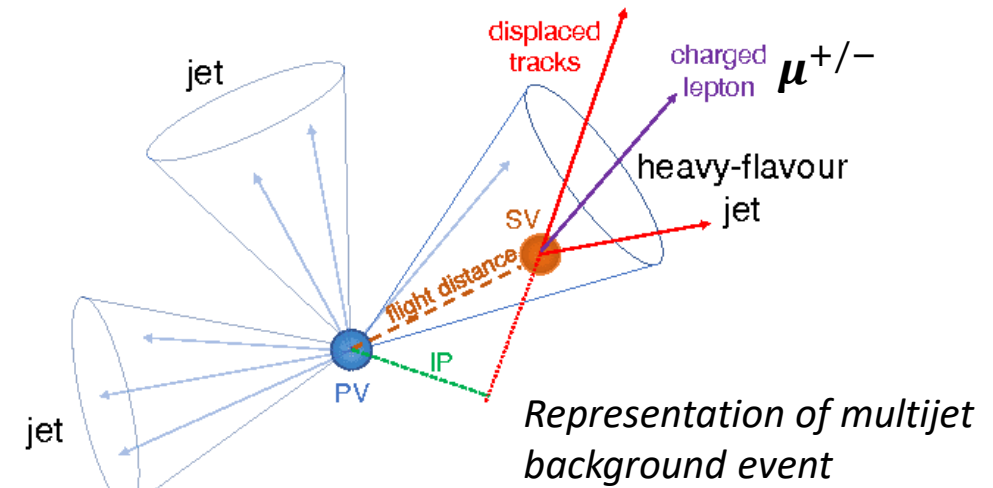 displaced
tracks
charged
lepton
μ+/−
jet
heavy-flavour
jet
SV
flight distance
IP
PV
jet
Representation of multijet
background event